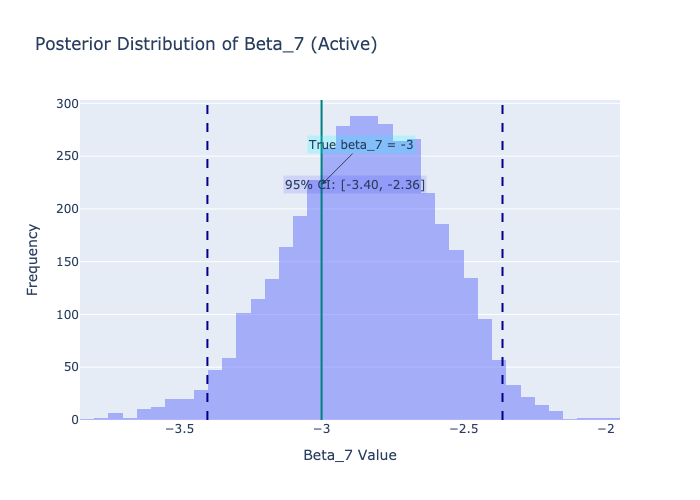 Posterior Distribution of Beta_7 (Active)
300
250
200
150
100
50
0
Frequency
True beta_7 = -3
95% CI: [-3.40, -2.36]
−3.5
−3
−2.5
−2
Beta_7 Value